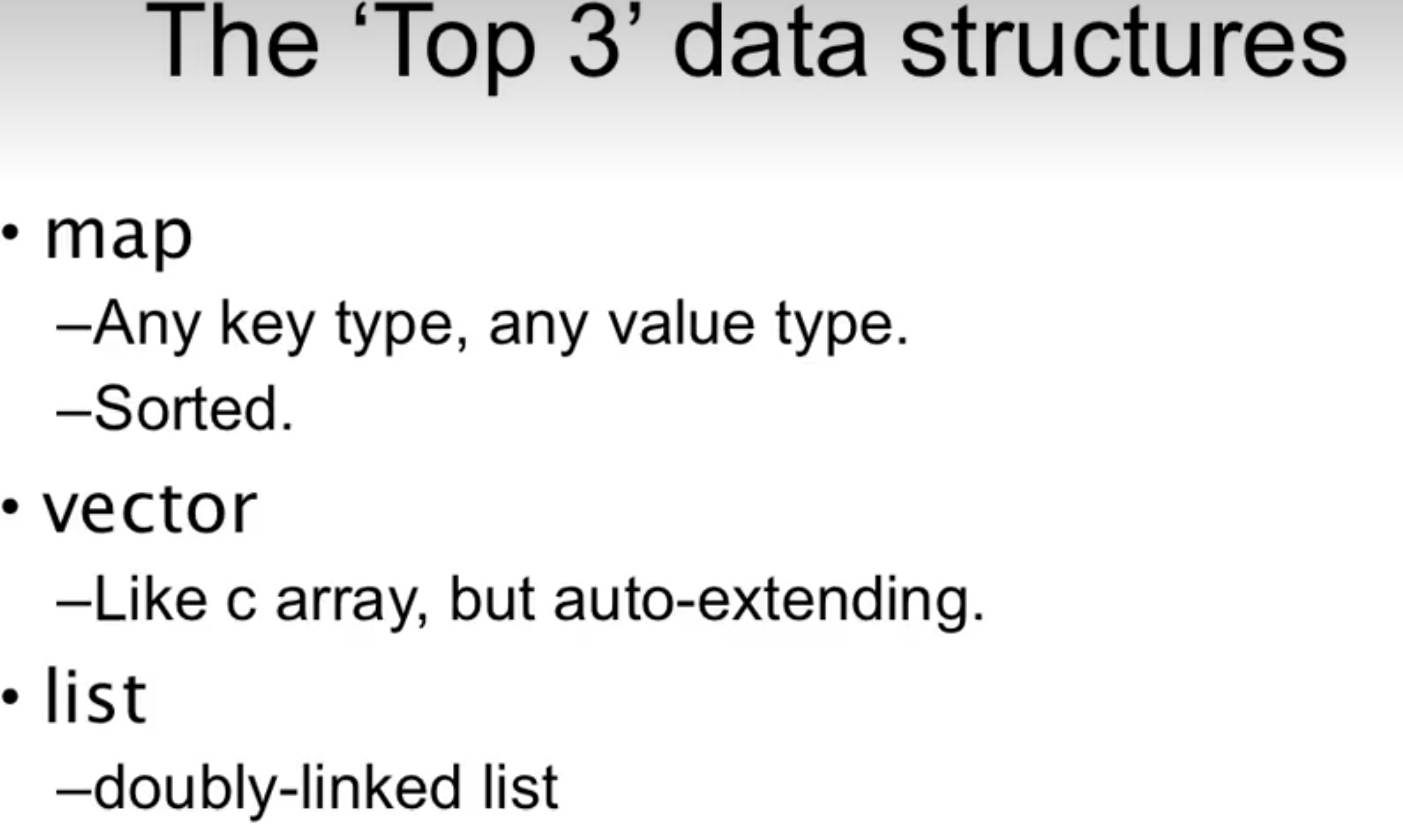 The ‘Top 3’ data structures
• map
–Any key type, any value type.
–Sorted.
• vector
–Like c array, but auto-extending.
• list
–doubly-linked list